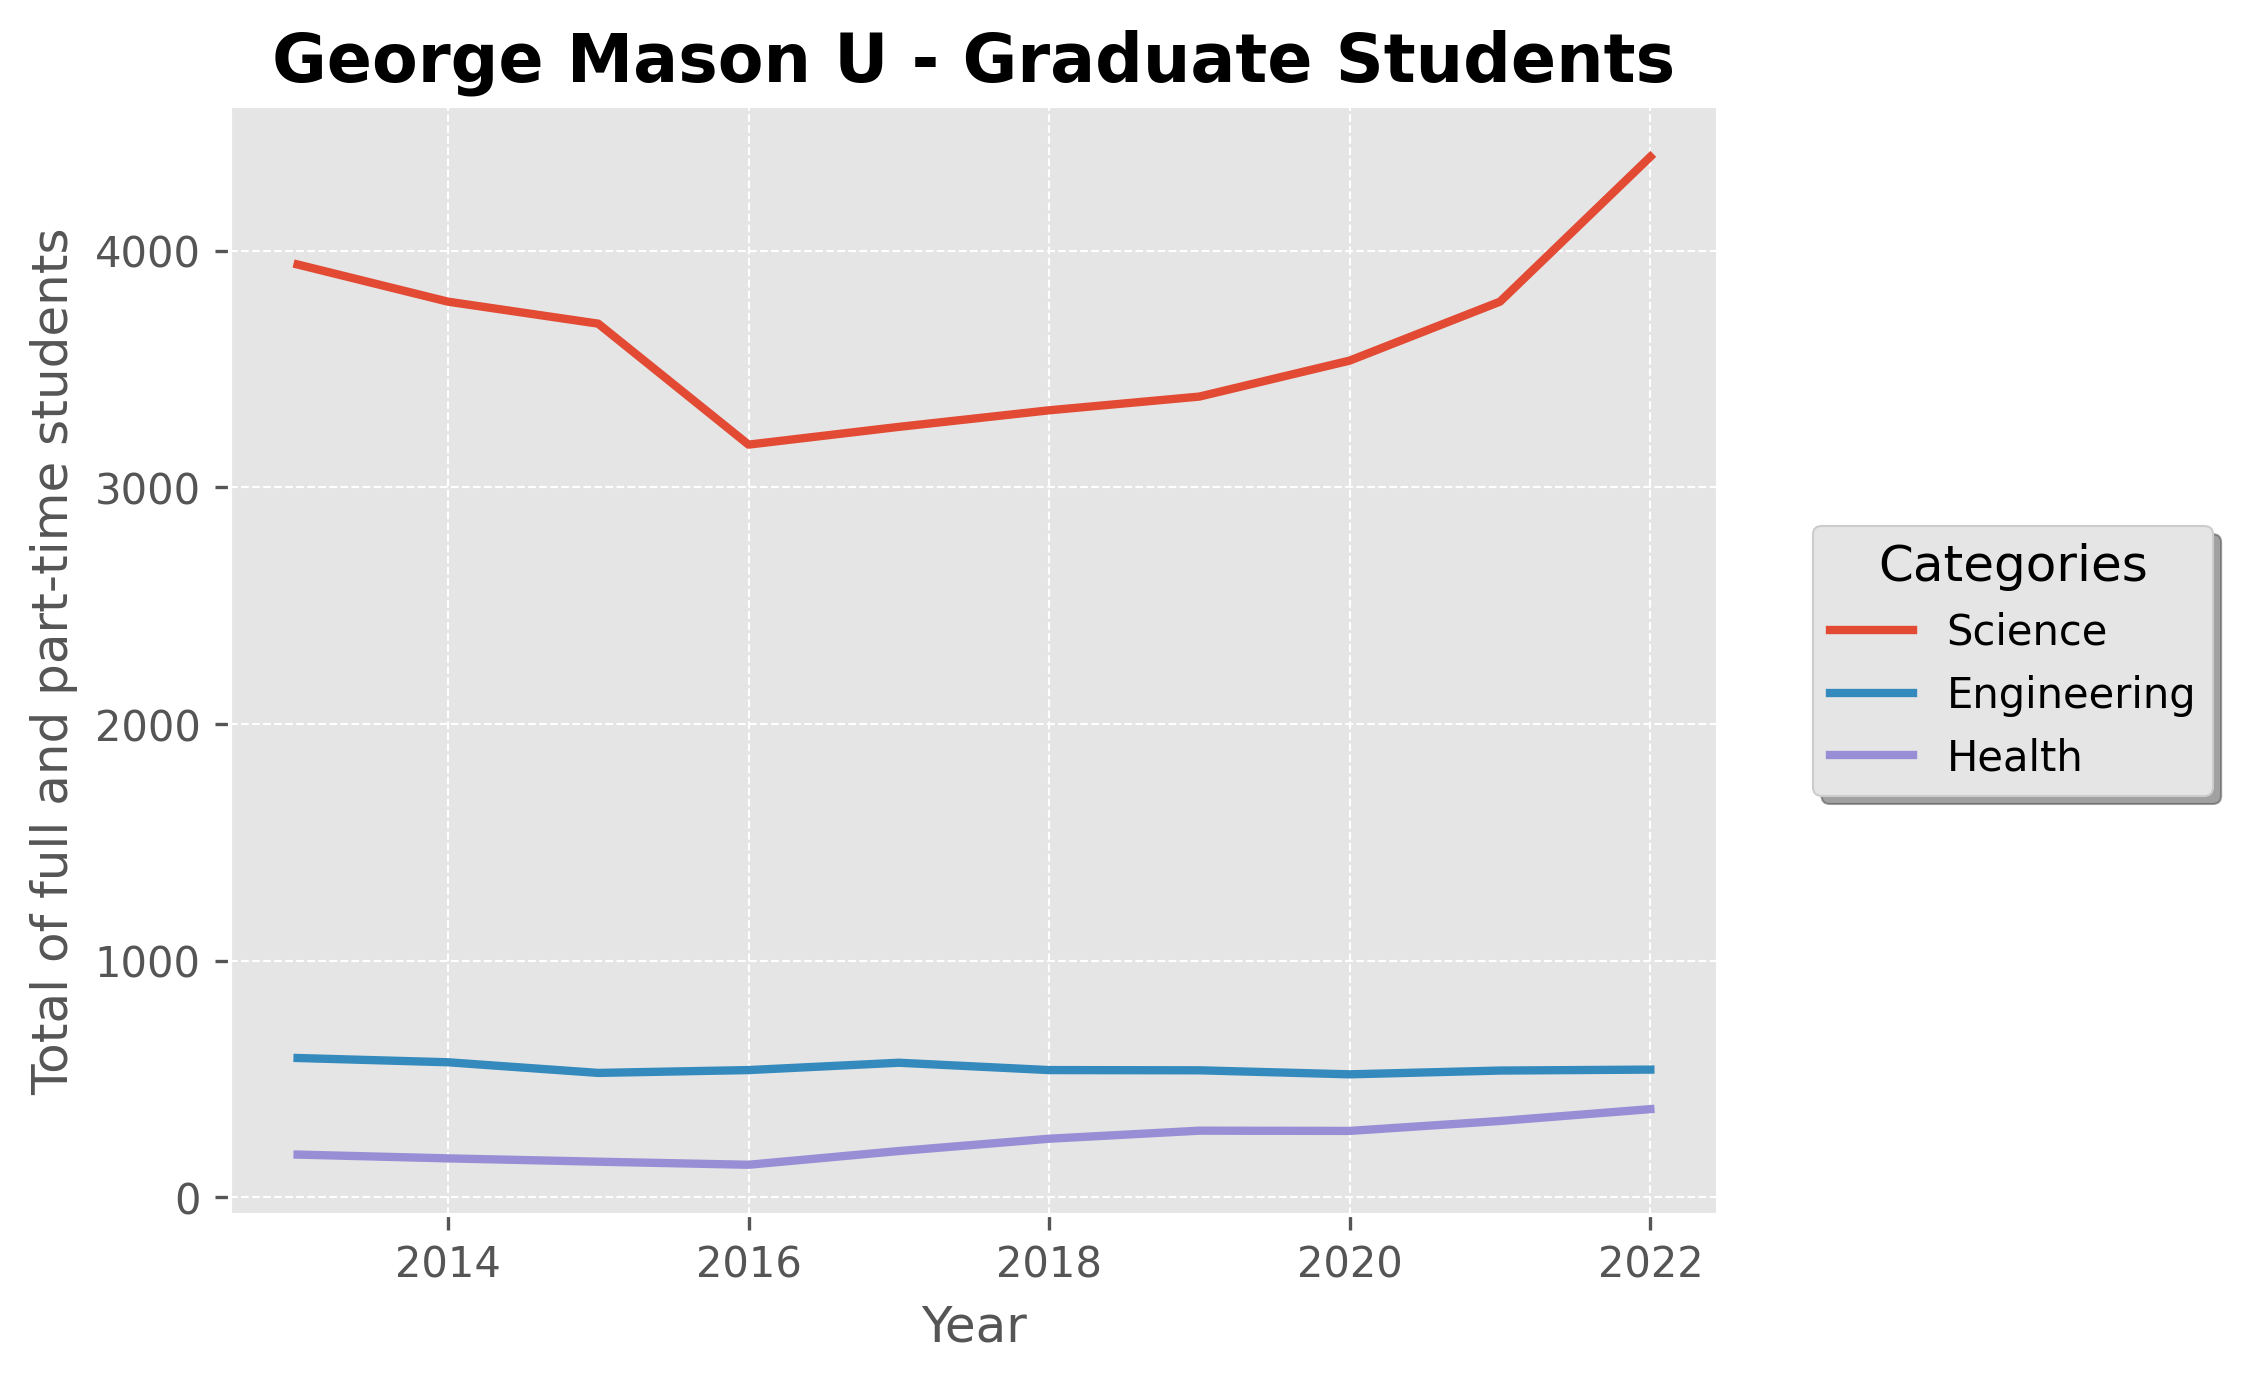 George Mason U - Graduate Students
Total of full and part-time students
4000
3000
2000
1000
0
2014
2016
2018
2020
2022
Year
Categories
Science
Engineering
Health